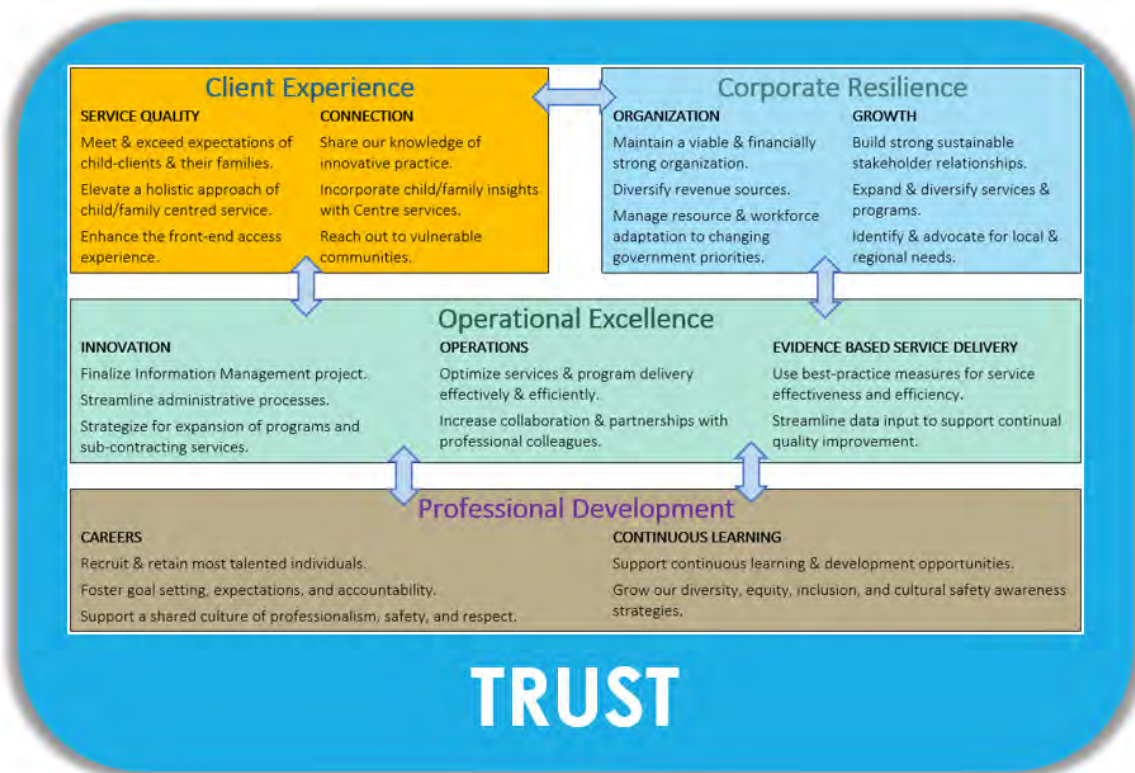 Client Experience
SERVICE QUALITY
Meet & exceed expectations of
child-clients & their families.
Elevate a holistic approach of
child/family centred service.
Enhance the front-end access
experience.
CONNECTION
Share our knowledge of
innovative practice.
Incorporate child/family insights
with Centre services.
Reach out to vulnerable
communities.
Corporate Resilience
ORGANIZATION
Maintain a viable & financially
strong organization.
Diversify revenue sources.
Manage resource & workforce
adaptation to changing
government priorities.
GROWTH
Build strong sustainable
stakeholder relationships.
Expand & diversify services &
programs.
Identify & advocate for local &
regional needs.
Operational Excellence
INNOVATION
Finalize Information Management project.
Streamline administrative processes.
Strategize for expansion of programs and
sub-contracting services.
OPERATIONS
Optimize services & program delivery
effectively & efficiently.
Increase collaboration & partnerships with
professional colleagues.
EVIDENCE BASED SERVICE DELIVERY
Use best-practice measures for service
effectiveness and efficiency.
Streamline data input to support continual
quality improvement.
Professional Development
CAREERS
Recruit & retain most talented individuals.
Foster goal setting, expectations, and accountability.
Support a shared culture of professionalism, safety, and respect.
CONTINUOUS LEARNING
Support continuous learning & development opportunities.
Grow our diversity, equity, inclusion, and cultural safety awareness
strategies.
TRUST